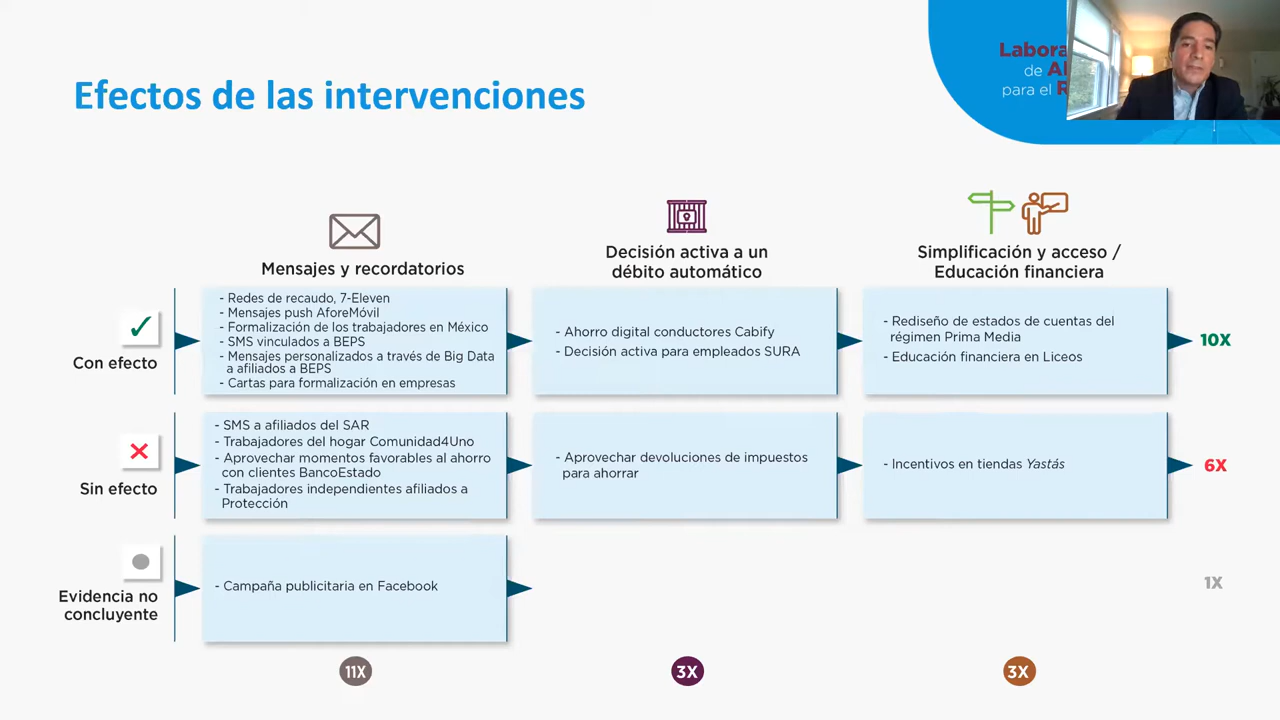 Efectos de las intervenciones
de
para el
Mensajes y recordatorios
Decisión activa a un
débito automático
Simplificación y acceso /
Educación financiera
Con efecto
- Redes de recaudo, 7-Eleven
- Mensajes push AforeMóvil
- Formalización de los trabajadores en México
- SMS vinculados a BEPS
- Mensajes personalizados a través de Big Data
a afiliados a BEPS
- Cartas para formalización en empresas
- Ahorro digital conductores Cabify
- Decisión activa para empleados SURA
- Rediseño de estados de cuentas del
régimen Prima Media
- Educación financiera en Liceos
10X
Sin efecto
- SMS a afiliados del SAR
- Trabajadores del hogar Comunidad4Uno
- Aprovechar momentos favorables al ahorro
con clientes BancoEstado
- Trabajadores independientes afiliados a
Protección
- Aprovechar devoluciones de impuestos
para ahorrar
- Incentivos en tiendas Yastás
6X
Evidencia no
concluyente
- Campaña publicitaria en Facebook
1X
11X
3X
3X